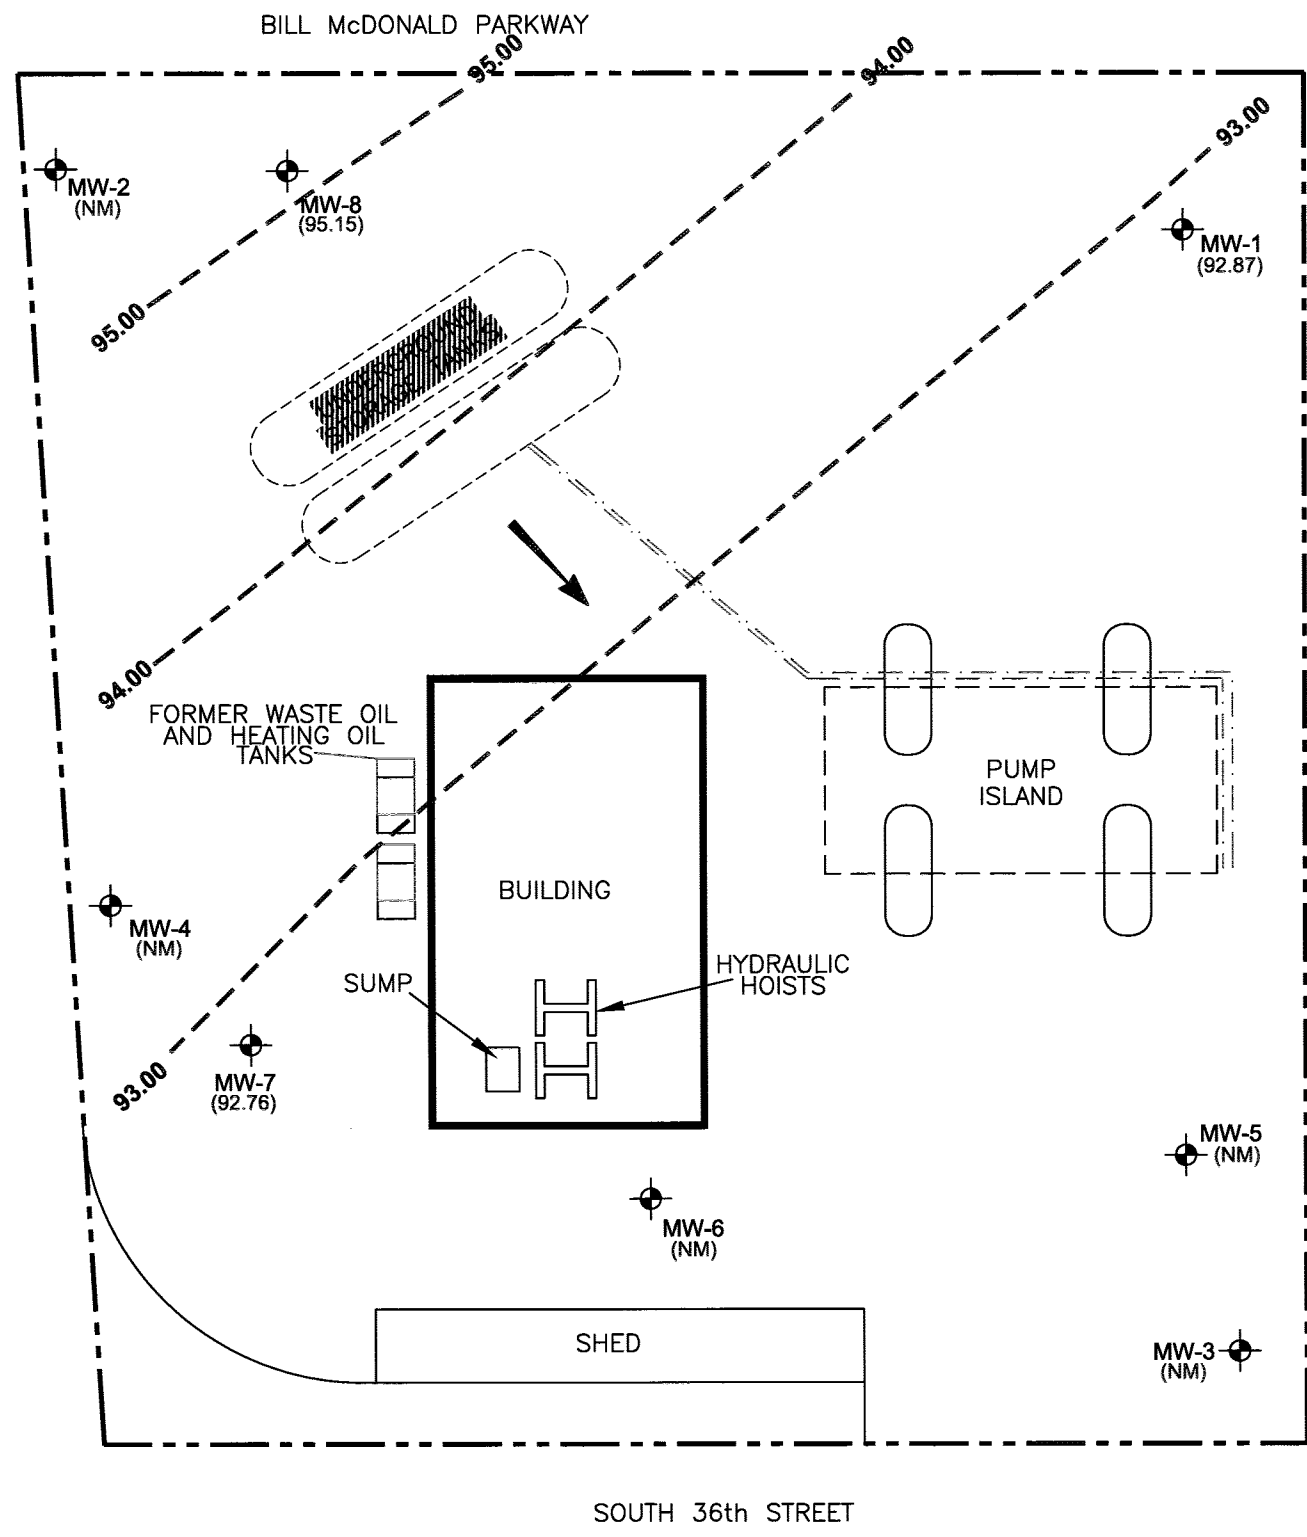 BILL McDONALD PARKWAY
95.00
94.00
93.00
MW-2
(NM)
MW-8
(95.15)
MW-1
(92.87)
95.00
UNDERGROUND
STORAGE TANKS
94.00
FORMER WASTE OIL
AND HEATING OIL
TANKS
PUMP
ISLAND
BUILDING
MW-4
(NM)
SUMP
HYDRAULIC
HOISTS
93.00
MW-7
(92.76)
MW-5
(NM)
MW-6
(NM)
SHED
MW-3
(NM)
SOUTH 36th STREET